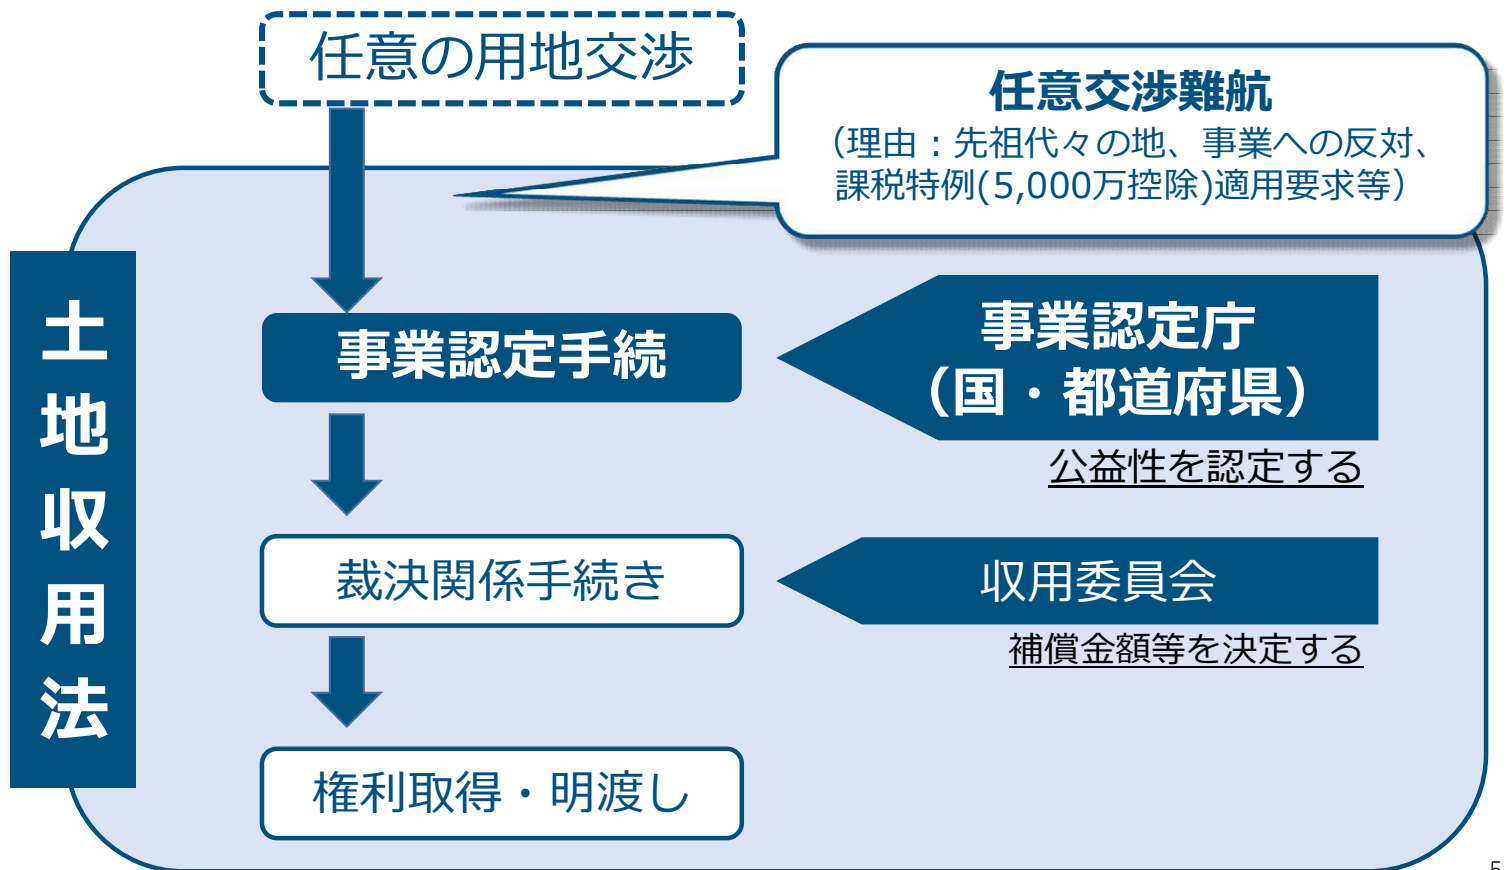 任意の用地交渉
任意交渉難航
（理由：先祖代々の地、事業への反対、
課税特例(5,000万控除)適用要求等）
土地収用法
事業認定手続
事業認定庁
（国・都道府県）
公益性を認定する
裁決関係手続き
収用委員会
補償金額等を決定する
権利取得・明渡し
5